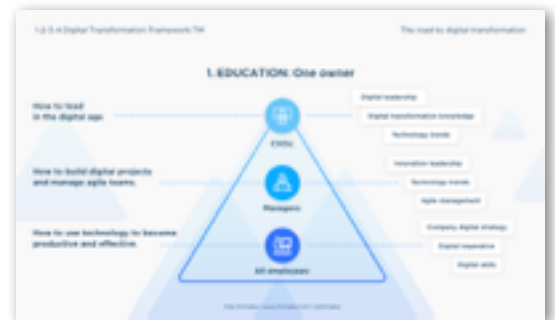 1-2-3-4 Digital Transformation Framework TM
The road to digital transformation
1. EDUCATION: One owner
How to lead
in the digital age
CXOs
Digital leadership
Digital transformation knowledge
Technology trends
How to build digital projects
and manage agile teams.
Managers
Innovation leadership
Technology trends
Agile management
How to use technology to become
productive and effective.
All employees
Company digital strategy
Digital imperative
Digital skills